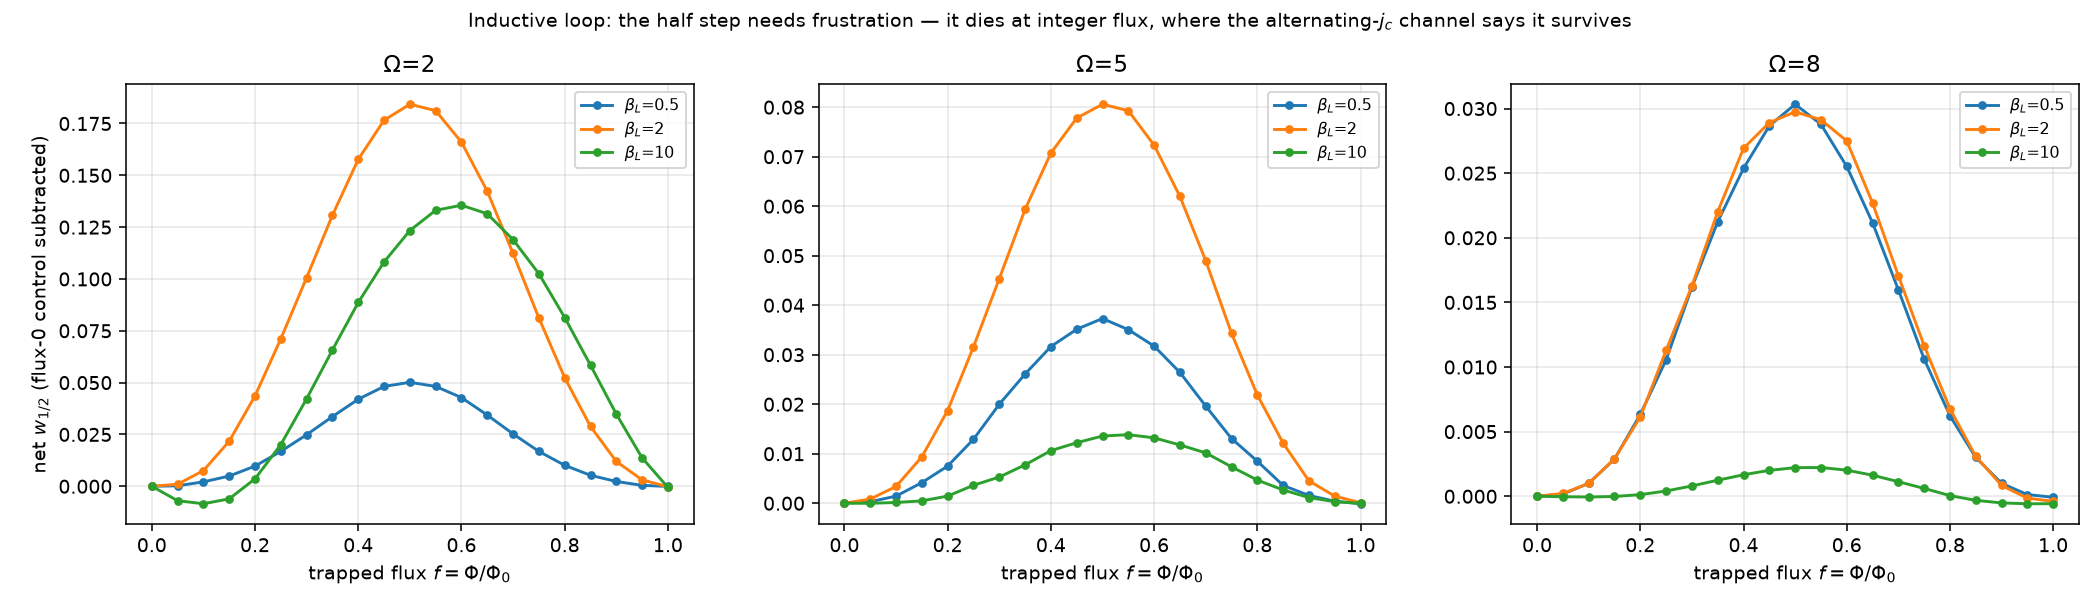 Inductive loop: the half step needs frustration — it dies at integer flux, where the alternating-j_c channel says it survives
Ω=2
net w_{1/2} (flux-0 control subtracted)
0.175
0.150
0.125
0.100
0.075
0.050
0.025
0.000
β_L=0.5
β_L=2
β_L=10
0.0 0.2 0.4 0.6 0.8 1.0
trapped flux f = Φ/Φ₀
Ω=5
0.08
0.07
0.06
0.05
0.04
0.03
0.02
0.01
0.00
β_L=0.5
β_L=2
β_L=10
0.0 0.2 0.4 0.6 0.8 1.0
trapped flux f = Φ/Φ₀
Ω=8
0.030
0.025
0.020
0.015
0.010
0.005
0.000
β_L=0.5
β_L=2
β_L=10
0.0 0.2 0.4 0.6 0.8 1.0
trapped flux f = Φ/Φ₀